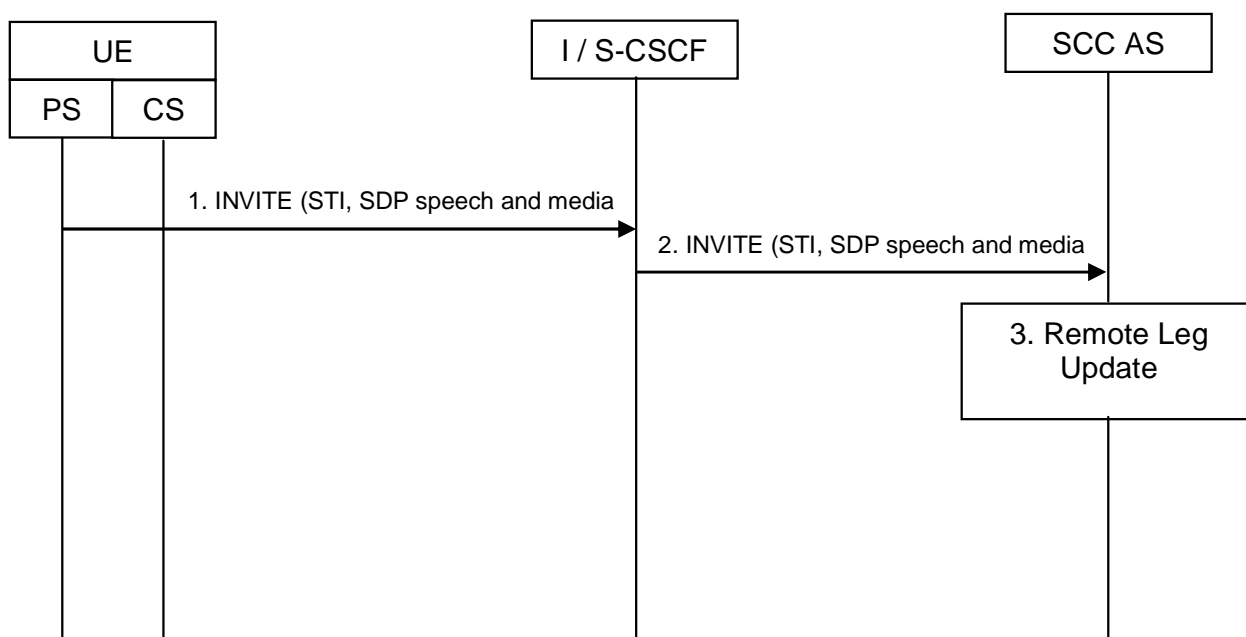 UE
I / S-CSCF
SCC AS
PS
CS
1. INVITE (STI, SDP speech and media
2. INVITE (STI, SDP speech and media
3. Remote Leg
Update